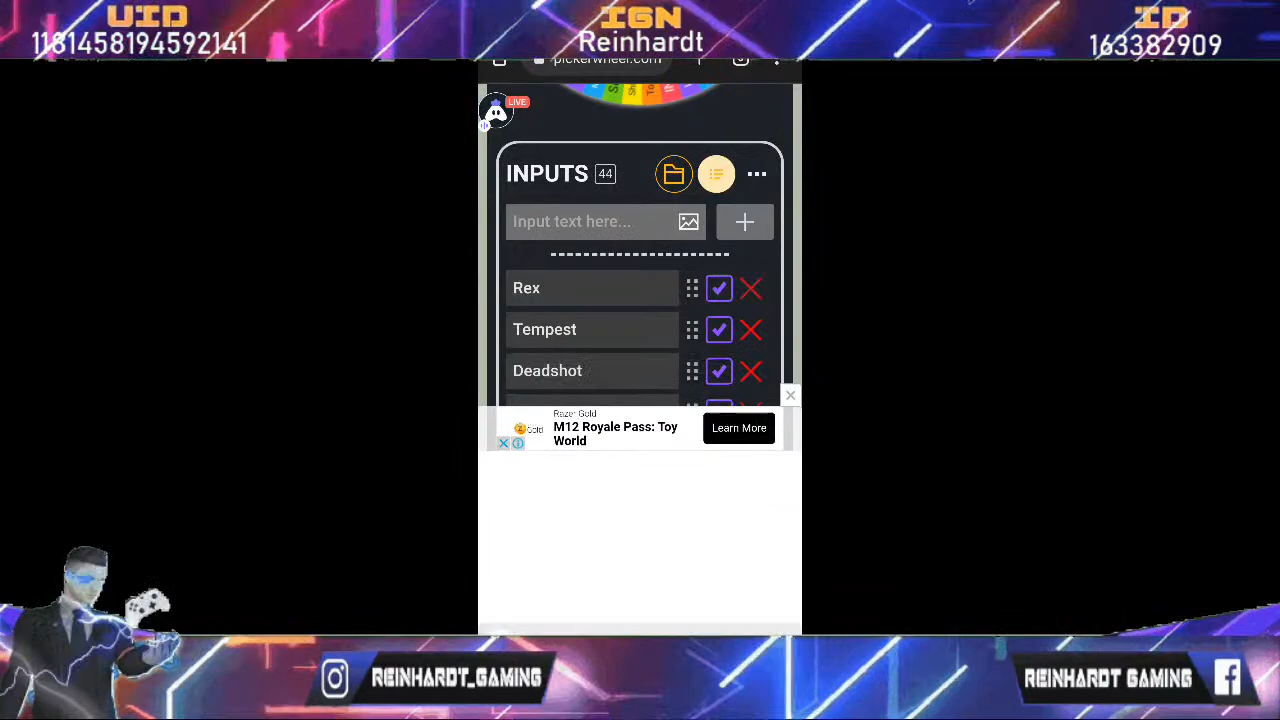 UID
1181458194592141
IGN
Reinhardt
ID
163382909
pickerwheel.com
LIVE
INPUTS 44
Input text here...
Rex
Tempest
Deadshot
Razer Gold
M12 Royale Pass: Toy
World
Gold
Learn More
REINHARDT_GAMING
REINHARDT GAMING